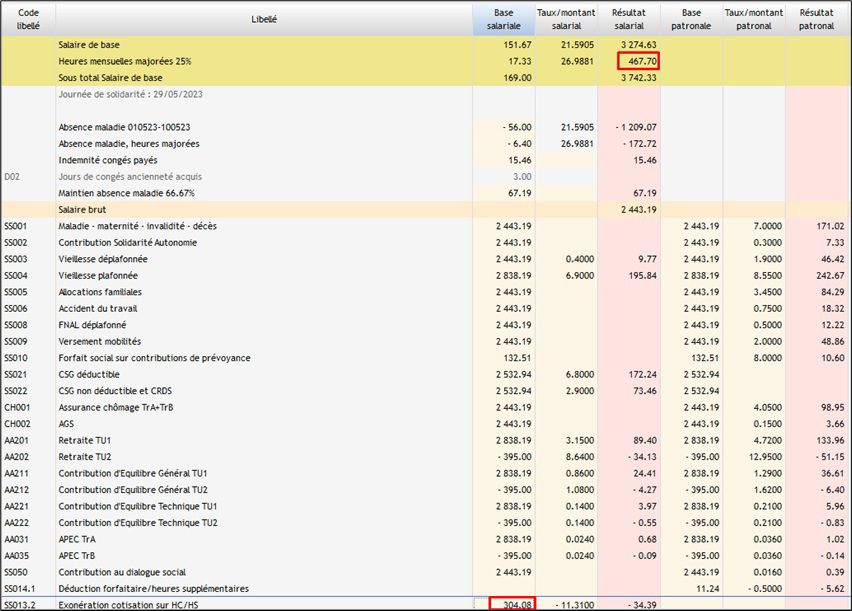 Code libellé Libellé Base salariale Taux/montant salarial Résultat salarial Base patronale Taux/montant patronal Résultat patronal
Salaire de base 151.67 21.5905 3 274.63
Heures mensuelles majorées 25% 17.33 26.9881 467.70
Sous total Salaire de base 169.00 3 742.33
Journée de solidarité : 29/05/2023
Absence maladie 010523-100523 - 56.00 21.5905 - 1 209.07
Absence maladie, heures majorées - 6.40 26.9881 - 172.72
Indemnité congés payés 15.46 15.46
D02 Jours de congés ancienneté acquis 3.00
Maintien absence maladie 66.67% 67.19 67.19
Salaire brut 2 443.19
SS001 Maladie - maternité - invalidité - décès 2 443.19 2 443.19 7.0000 171.02
SS002 Contribution Solidarité Autonomie 2 443.19 2 443.19 0.3000 7.33
SS003 Vieillesse déplafonnée 2 443.19 0.4000 9.77 2 443.19 1.9000 46.42
SS004 Vieillesse plafonnée 2 838.19 6.9000 195.84 2 838.19 8.5500 242.67
SS005 Allocations familiales 2 443.19 2 443.19 3.4500 84.29
SS006 Accident du travail 2 443.19 2 443.19 0.7500 18.32
SS008 FNAL déplafonné 2 443.19 2 443.19 0.5000 12.22
SS009 Versement mobilités 2 443.19 2 443.19 2.0000 48.86
SS010 Forfait social sur contributions de prévoyance 132.51 132.51 8.0000 10.60
SS021 CSG déductible 2 532.94 6.8000 172.24 2 532.94
SS022 CSG non déductible et CRDS 2 532.94 2.9000 73.46 2 532.94
CH001 Assurance chômage TrA+TrB 2 443.19 2 443.19 4.0500 98.95
CH002 AGS 2 443.19 2 443.19 0.1500 3.66
AA201 Retraite TU1 2 838.19 3.1500 89.40 2 838.19 4.7200 133.96
AA202 Retraite TU2 - 395.00 8.6400 - 34.13 - 395.00 12.9500 - 51.15
AA211 Contribution d'Equilibre Général TU1 2 838.19 0.8600 24.41 2 838.19 1.2900 36.61
AA212 Contribution d'Equilibre Général TU2 - 395.00 1.0800 - 4.27 - 395.00 1.6200 - 6.40
AA221 Contribution d'Equilibre Technique TU1 2 838.19 0.1400 3.97 2 838.19 0.2100 5.96
AA222 Contribution d'Equilibre Technique TU2 - 395.00 0.1400 - 0.55 - 395.00 0.2100 - 0.83
AA031 APEC TrA 2 838.19 0.0240 0.68 2 838.19 0.0360 1.02
AA035 APEC TrB - 395.00 0.0240 - 0.09 - 395.00 0.0360 - 0.14
SS050 Contribution au dialogue social 2 443.19 2 443.19 0.0160 0.39
SS014.1 Déduction forfaitaire/heures supplémentaires 11.24 - 0.5000 - 5.62
SS013.2 Exonération cotisation sur HC/HS 304.08 - 11.3100 - 34.39